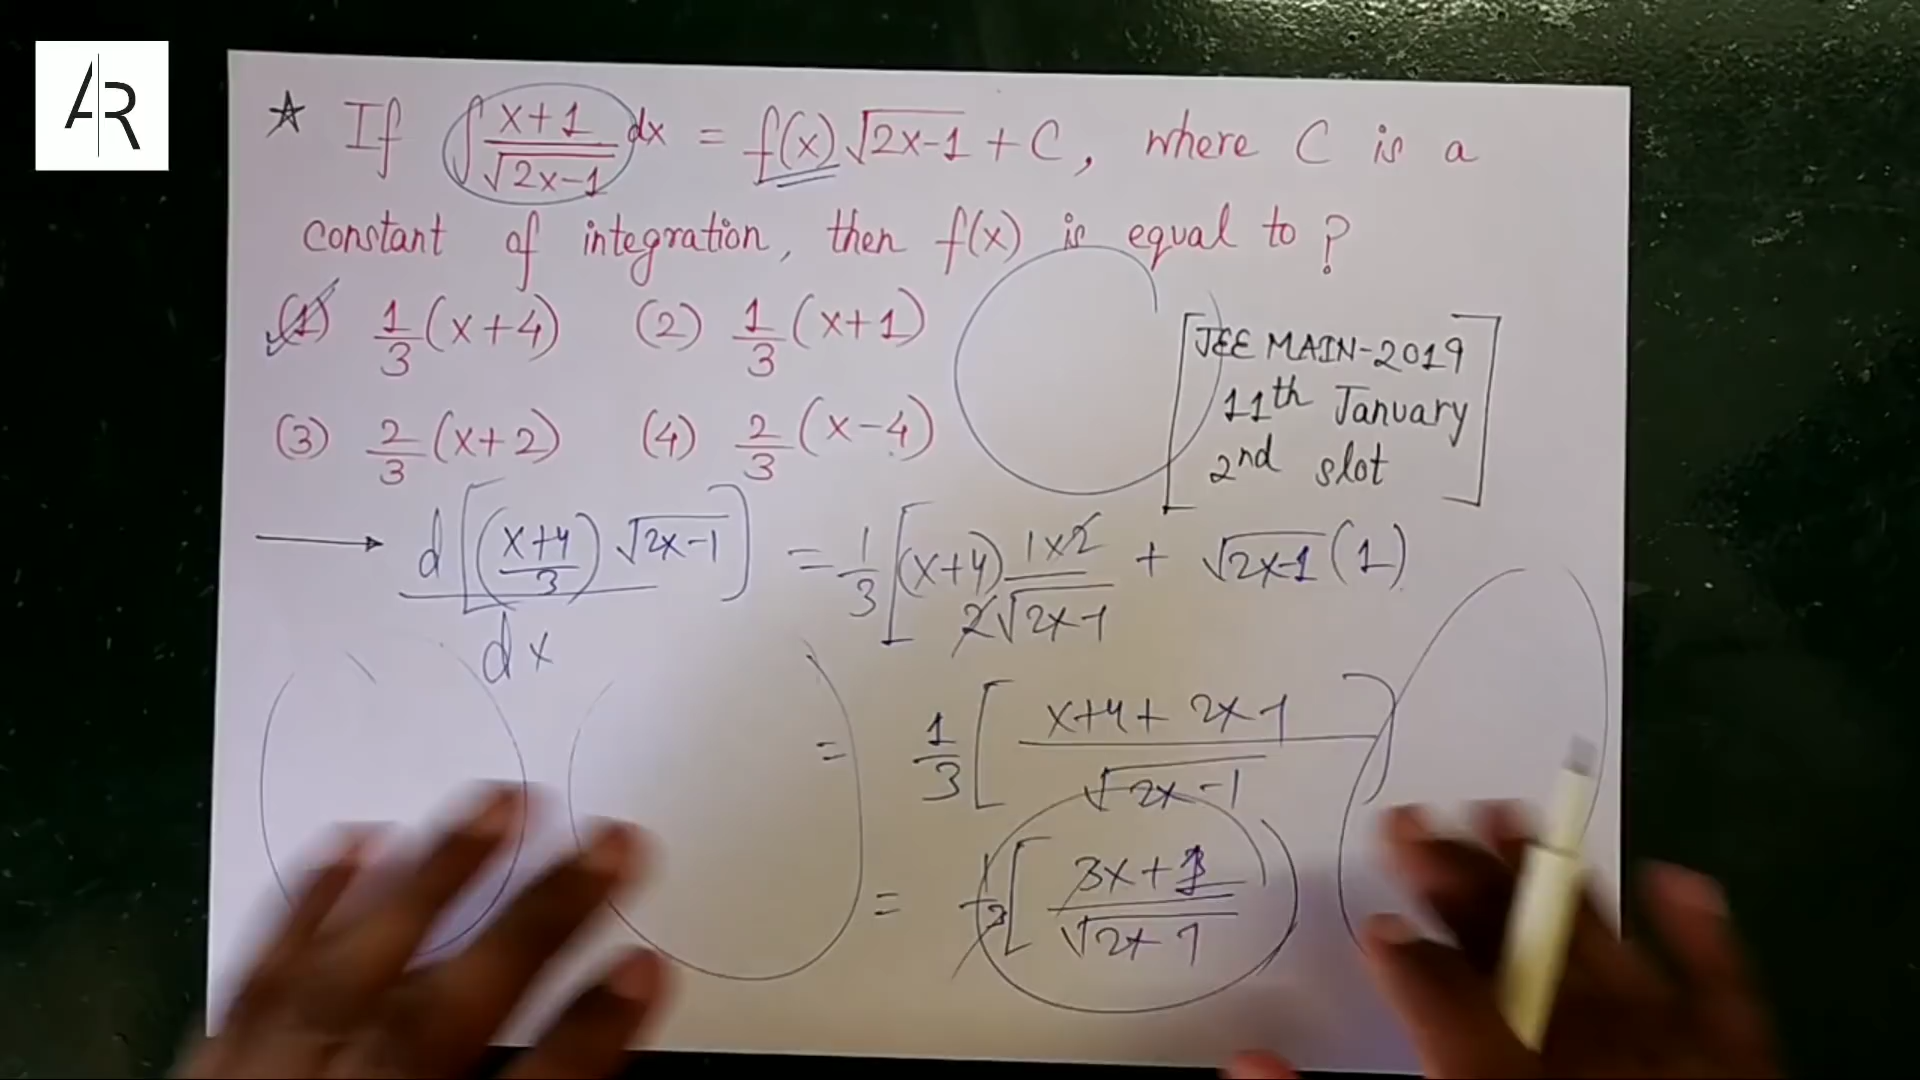 AR
☆ If ∫ x+1/√2x-1 dx = f(x) √2x-1 + C, where C is a
constant of integration, then f(x) is equal to ?
(1) 1/3 (x+4) (2) 1/3 (x+1)
(3) 2/3 (x+2) (4) 2/3 (x-4)
[JEE MAIN-2019
11th January
2nd slot]
→ d[(x+4/3) √2x-1]/dx = 1/3 [(x+4) 1×2/2√2x-1 + √2x-1 (1)
= 1/3 [x+4+2x-1/√2x-1]
= 1/3 [3x+3/√2x-1]